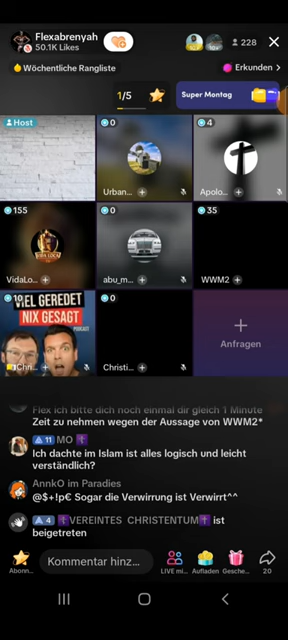 Flexabrenyah
50.1K Likes
10+
228
Wöchentliche Rangliste
Erkunden >
1/5
Super Montag
Host
0
4
Urban...
Apolo...
155
0
35
VidaLo...
abu_m...
WWM2
VIEL GEREDET
NIX GESAGT
PODCAST
0
Chri...
Christi...
Anfragen
Flex ich bitte dich noch einmal dir gleich 1 Minute
Zeit zu nehmen wegen der Aussage von WWM2*
11 MO ✝️
Ich dachte im Islam ist alles logisch und leicht
verständlich?
AnnkO im Paradies
@$+!p€ Sogar die Verwirrung ist Verwirrt^^
4 ✝️VEREINTES CHRISTENTUM✝️ ist
beigetreten
Kommentar hinz...
Abonn...
LIVE mi...
Aufladen
Gesche...
20